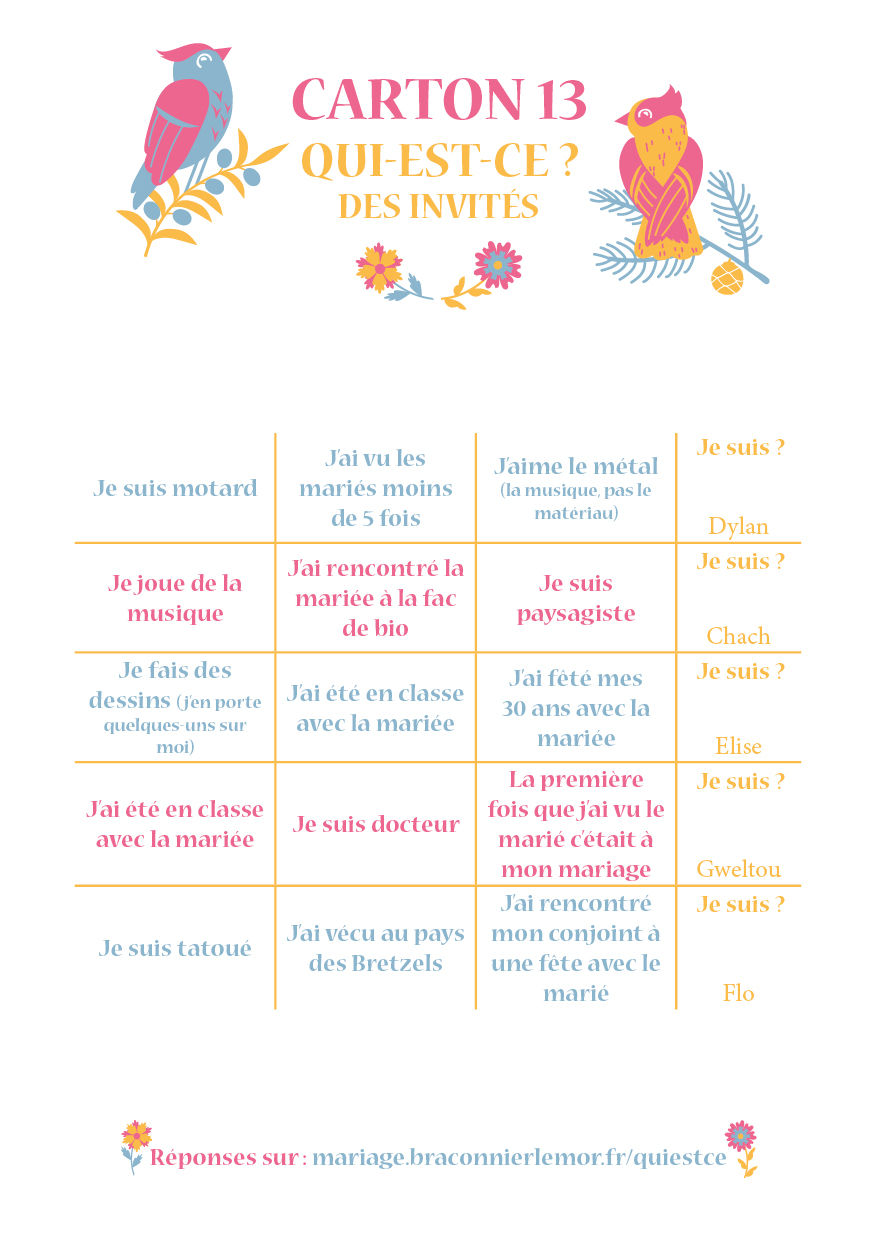 CARTON 13
QUI-EST-CE ?
DES INVITÉS
Je suis motard
J'ai vu les
mariés moins
de 5 fois
J'aime le métal
(la musique, pas le
matériau)
Je suis ?
Dylan
Je joue de la
musique
J'ai rencontré la
mariée à la fac
de bio
Je suis
paysagiste
Je suis ?
Chach
Je fais des
dessins (j'en porte
quelques-uns sur
moi)
J'ai été en classe
avec la mariée
J'ai fêté mes
30 ans avec la
mariée
Je suis ?
Elise
J'ai été en classe
avec la mariée
Je suis docteur
La première
fois que j'ai vu le
marié c'était à
mon mariage
Je suis ?
Gweltou
Je suis tatoué
J'ai vécu au pays
des Bretzels
J'ai rencontré
mon conjoint à
une fête avec le
marié
Je suis ?
Flo
Réponses sur : mariage.braconnierlemor.fr/quiestce